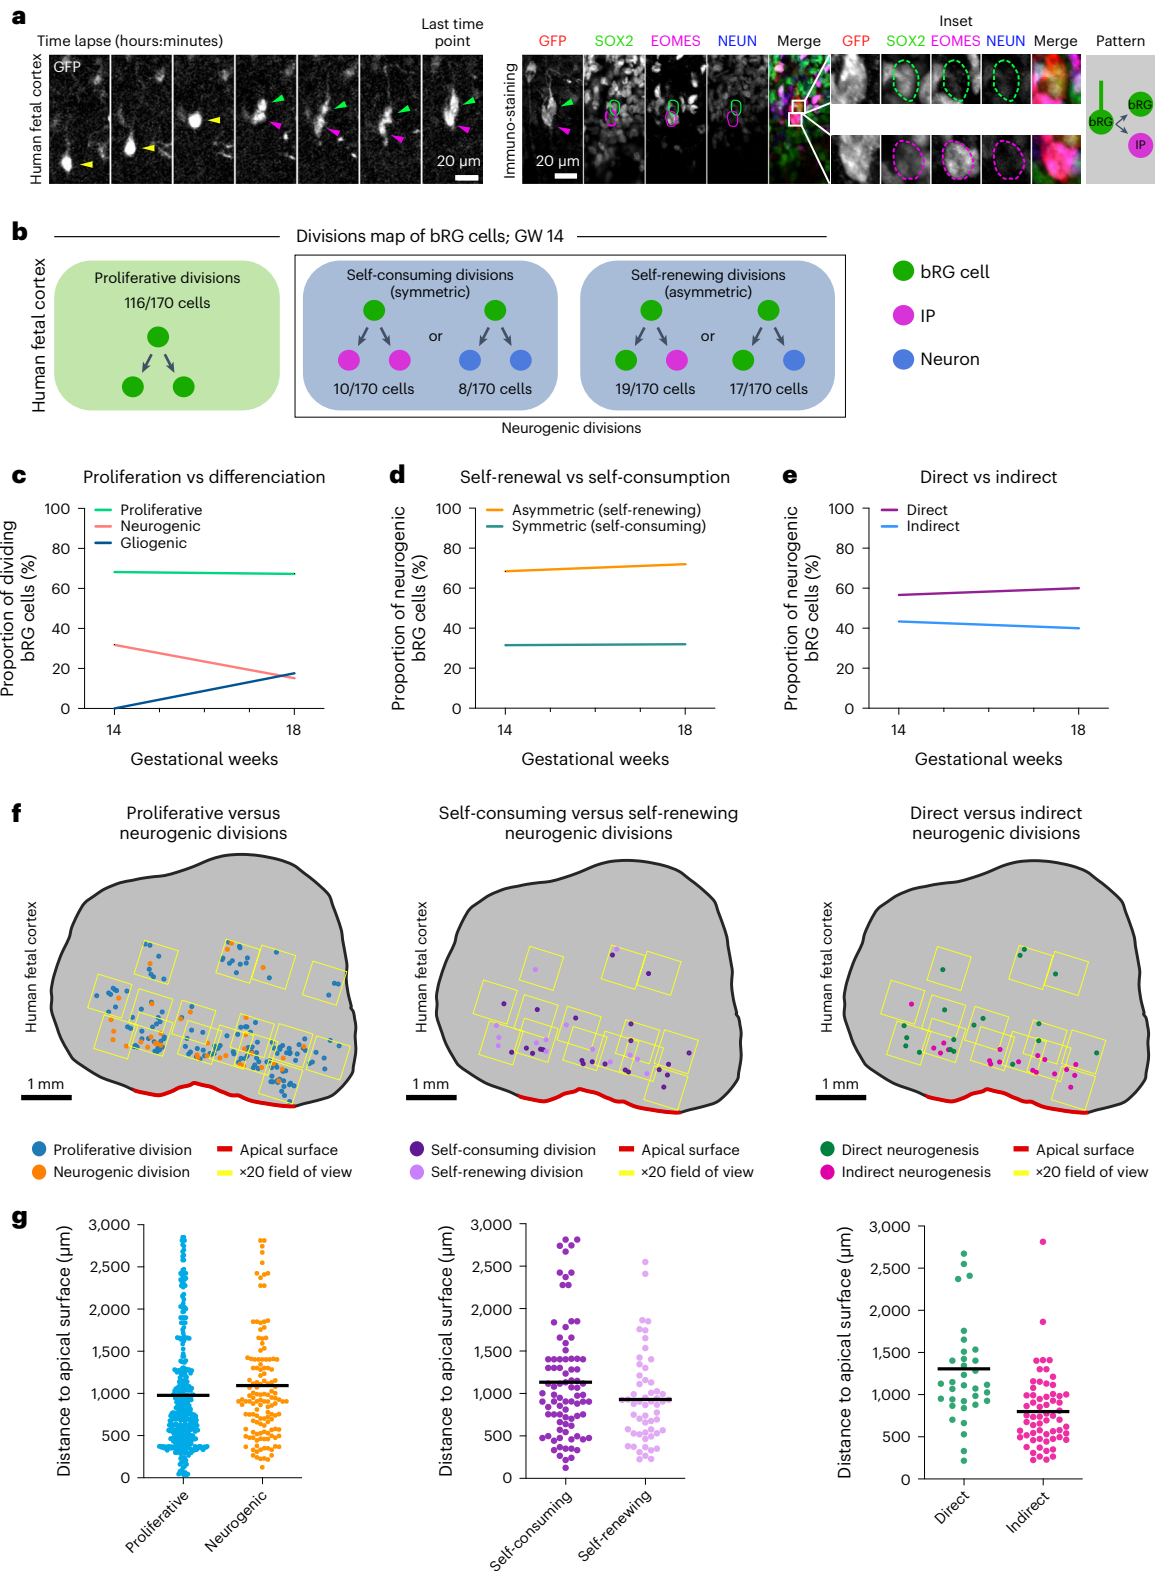 a
Time lapse (hours:minutes)
Last time
point
Human fetal cortex
GFP
20 µm
Immuno-staining
GFP SOX2 EOMES NEUN Merge
20 µm
Inset
GFP SOX2 EOMES NEUN Merge
Pattern
bRG
bRG
IP
b
Divisions map of bRG cells; GW 14
Human fetal cortex
Proliferative divisions
116/170 cells
Self-consuming divisions
(symmetric)
or
10/170 cells
8/170 cells
Self-renewing divisions
(asymmetric)
or
19/170 cells
17/170 cells
Neurogenic divisions
bRG cell
IP
Neuron
c
Proliferation vs differenciation
Proportion of dividing
bRG cells (%)
100
80
60
40
20
0
Proliferative
Neurogenic
Gliogenic
14
18
Gestational weeks
d
Self-renewal vs self-consumption
Proportion of neurogenic
bRG cells (%)
100
80
60
40
20
0
Asymmetric (self-renewing)
Symmetric (self-consuming)
14
18
Gestational weeks
e
Direct vs indirect
Proportion of neurogenic
bRG cells (%)
100
80
60
40
20
0
Direct
Indirect
14
18
Gestational weeks
f
Proliferative versus
neurogenic divisions
Human fetal cortex
1 mm
Proliferative division
Neurogenic division
Apical surface
×20 field of view
Self-consuming versus self-renewing
neurogenic divisions
Human fetal cortex
1 mm
Self-consuming division
Self-renewing division
Apical surface
×20 field of view
Direct versus indirect
neurogenic divisions
Human fetal cortex
1 mm
Direct neurogenesis
Indirect neurogenesis
Apical surface
×20 field of view
g
Distance to apical surface (µm)
3,000
2,500
2,000
1,500
1,000
500
0
Proliferative
Neurogenic
Distance to apical surface (µm)
3,000
2,500
2,000
1,500
1,000
500
0
Self-consuming
Self-renewing
Distance to apical surface (µm)
3,000
2,500
2,000
1,500
1,000
500
0
Direct
Indirect